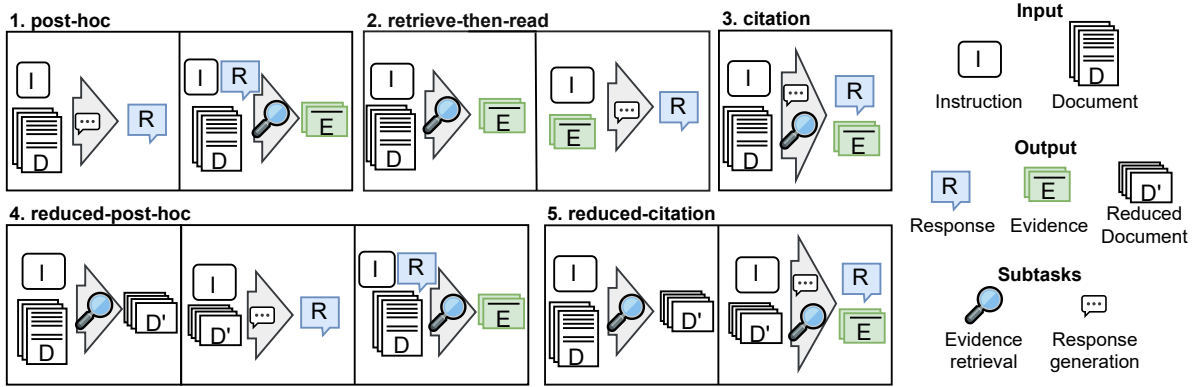 1. post-hoc
I
D
R
I
R
D
E
2. retrieve-then-read
I
D
E
I
E
R
3. citation
I
D
R
E
4. reduced-post-hoc
I
D
D'
I
D'
R
I
R
D
E
5. reduced-citation
I
D
D'
I
D'
R
E
Input
I
D
Instruction
Document
Output
R
E
D'
Response
Evidence
Reduced
Document
Subtasks
Evidence
retrieval
Response
generation